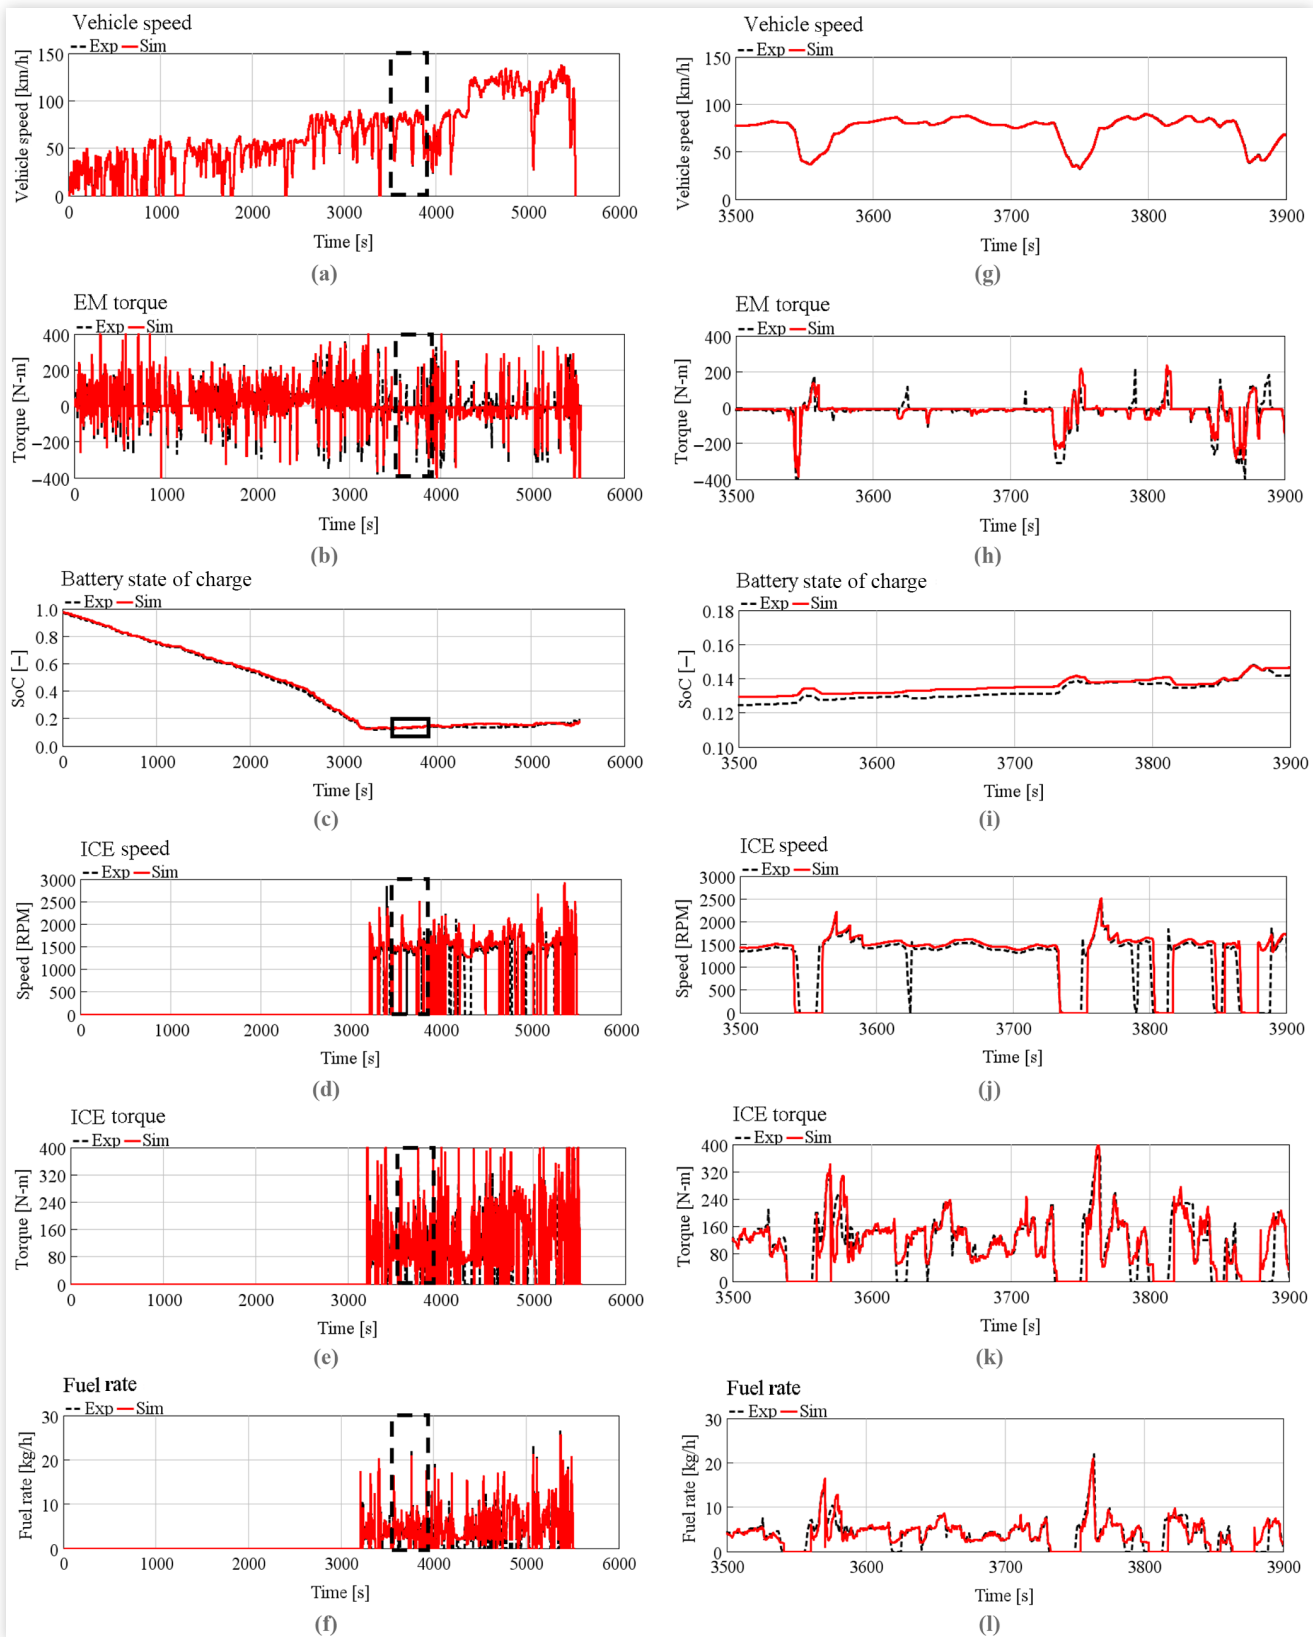 Vehicle speed
Exp Sim
Vehicle speed [km/h]
150
100
50
0
0 1000 2000 3000 4000 5000 6000
Time [s]
(a)
Vehicle speed
Exp Sim
Vehicle speed [km/h]
150
100
50
0
3500 3600 3700 3800 3900
Time [s]
(g)
EM torque
Exp Sim
Torque [N-m]
400
200
0
−200
−400
0 1000 2000 3000 4000 5000 6000
Time [s]
(b)
EM torque
Exp Sim
Torque [N-m]
400
200
0
−200
−400
3500 3600 3700 3800 3900
Time [s]
(h)
Battery state of charge
Exp Sim
SoC [−]
1.0
0.8
0.6
0.4
0.2
0.0
0 1000 2000 3000 4000 5000 6000
Time [s]
(c)
Battery state of charge
Exp Sim
SoC [−]
0.18
0.16
0.14
0.12
0.10
3500 3600 3700 3800 3900
Time [s]
(i)
ICE speed
Exp Sim
Speed [RPM]
3000
2500
2000
1500
1000
500
0
0 1000 2000 3000 4000 5000 6000
Time [s]
(d)
ICE speed
Exp Sim
Speed [RPM]
3000
2500
2000
1500
1000
500
0
3500 3600 3700 3800 3900
Time [s]
(j)
ICE torque
Exp Sim
Torque [N-m]
400
320
240
160
80
0
0 1000 2000 3000 4000 5000 6000
Time [s]
(e)
ICE torque
Exp Sim
Torque [N-m]
400
320
240
160
80
0
3500 3600 3700 3800 3900
Time [s]
(k)
Fuel rate
Exp Sim
Fuel rate [kg/h]
30
20
10
0
0 1000 2000 3000 4000 5000 6000
Time [s]
(f)
Fuel rate
Exp Sim
Fuel rate [kg/h]
30
20
10
0
3500 3600 3700 3800 3900
Time [s]
(l)